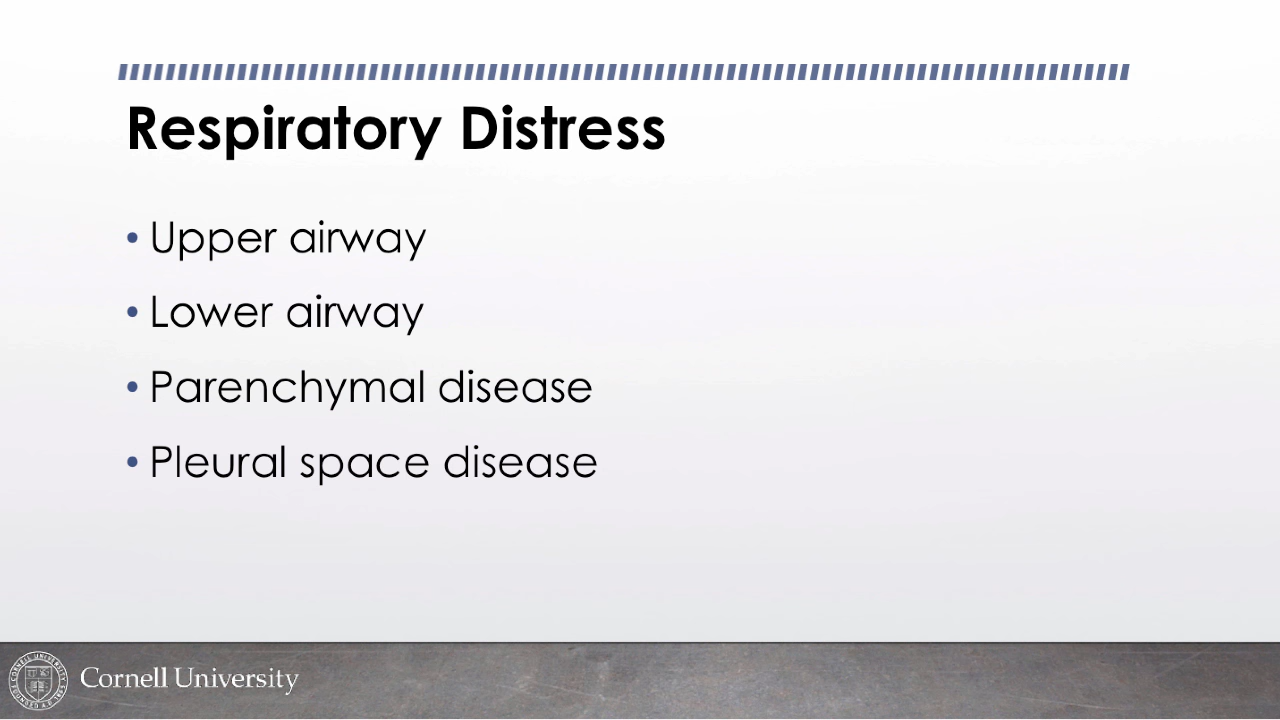 Respiratory Distress
• Upper airway
• Lower airway
• Parenchymal disease
• Pleural space disease
Cornell University